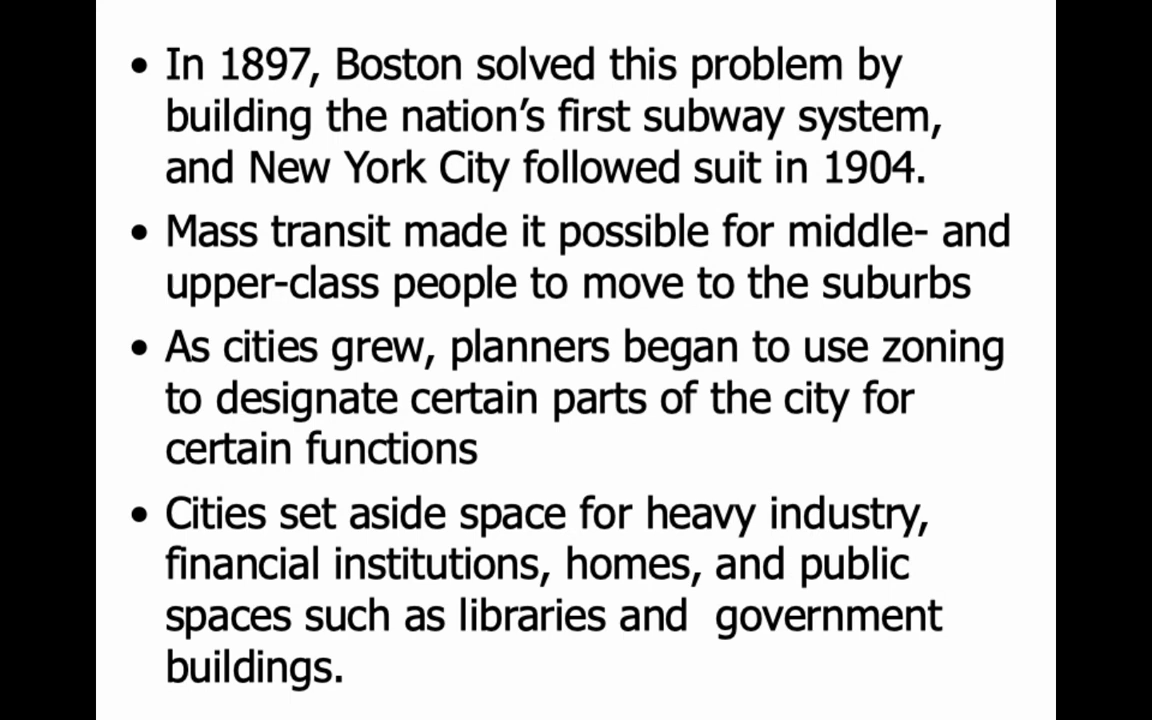 • In 1897, Boston solved this problem by
building the nation's first subway system,
and New York City followed suit in 1904.
• Mass transit made it possible for middle- and
upper-class people to move to the suburbs
• As cities grew, planners began to use zoning
to designate certain parts of the city for
certain functions
• Cities set aside space for heavy industry,
financial institutions, homes, and public
spaces such as libraries and  government
buildings.